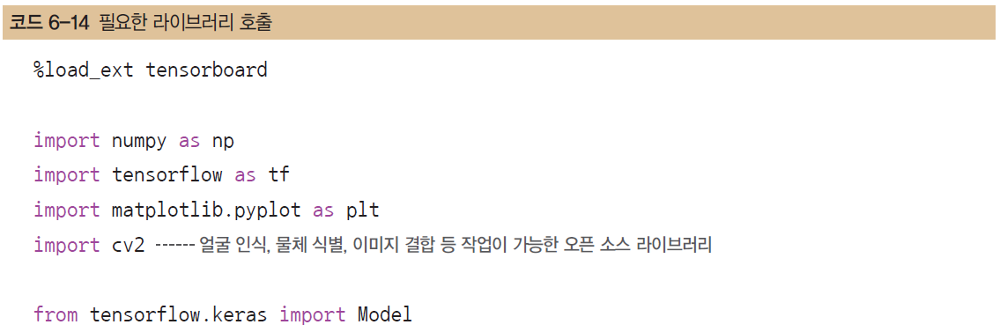 코드 6-14 필요한 라이브러리 호출
%load_ext tensorboard
import numpy as np
import tensorflow as tf
import matplotlib.pyplot as plt
import cv2 ------ 얼굴 인식, 물체 식별, 이미지 결합 등 작업이 가능한 오픈 소스 라이브러리
from tensorflow.keras import Model